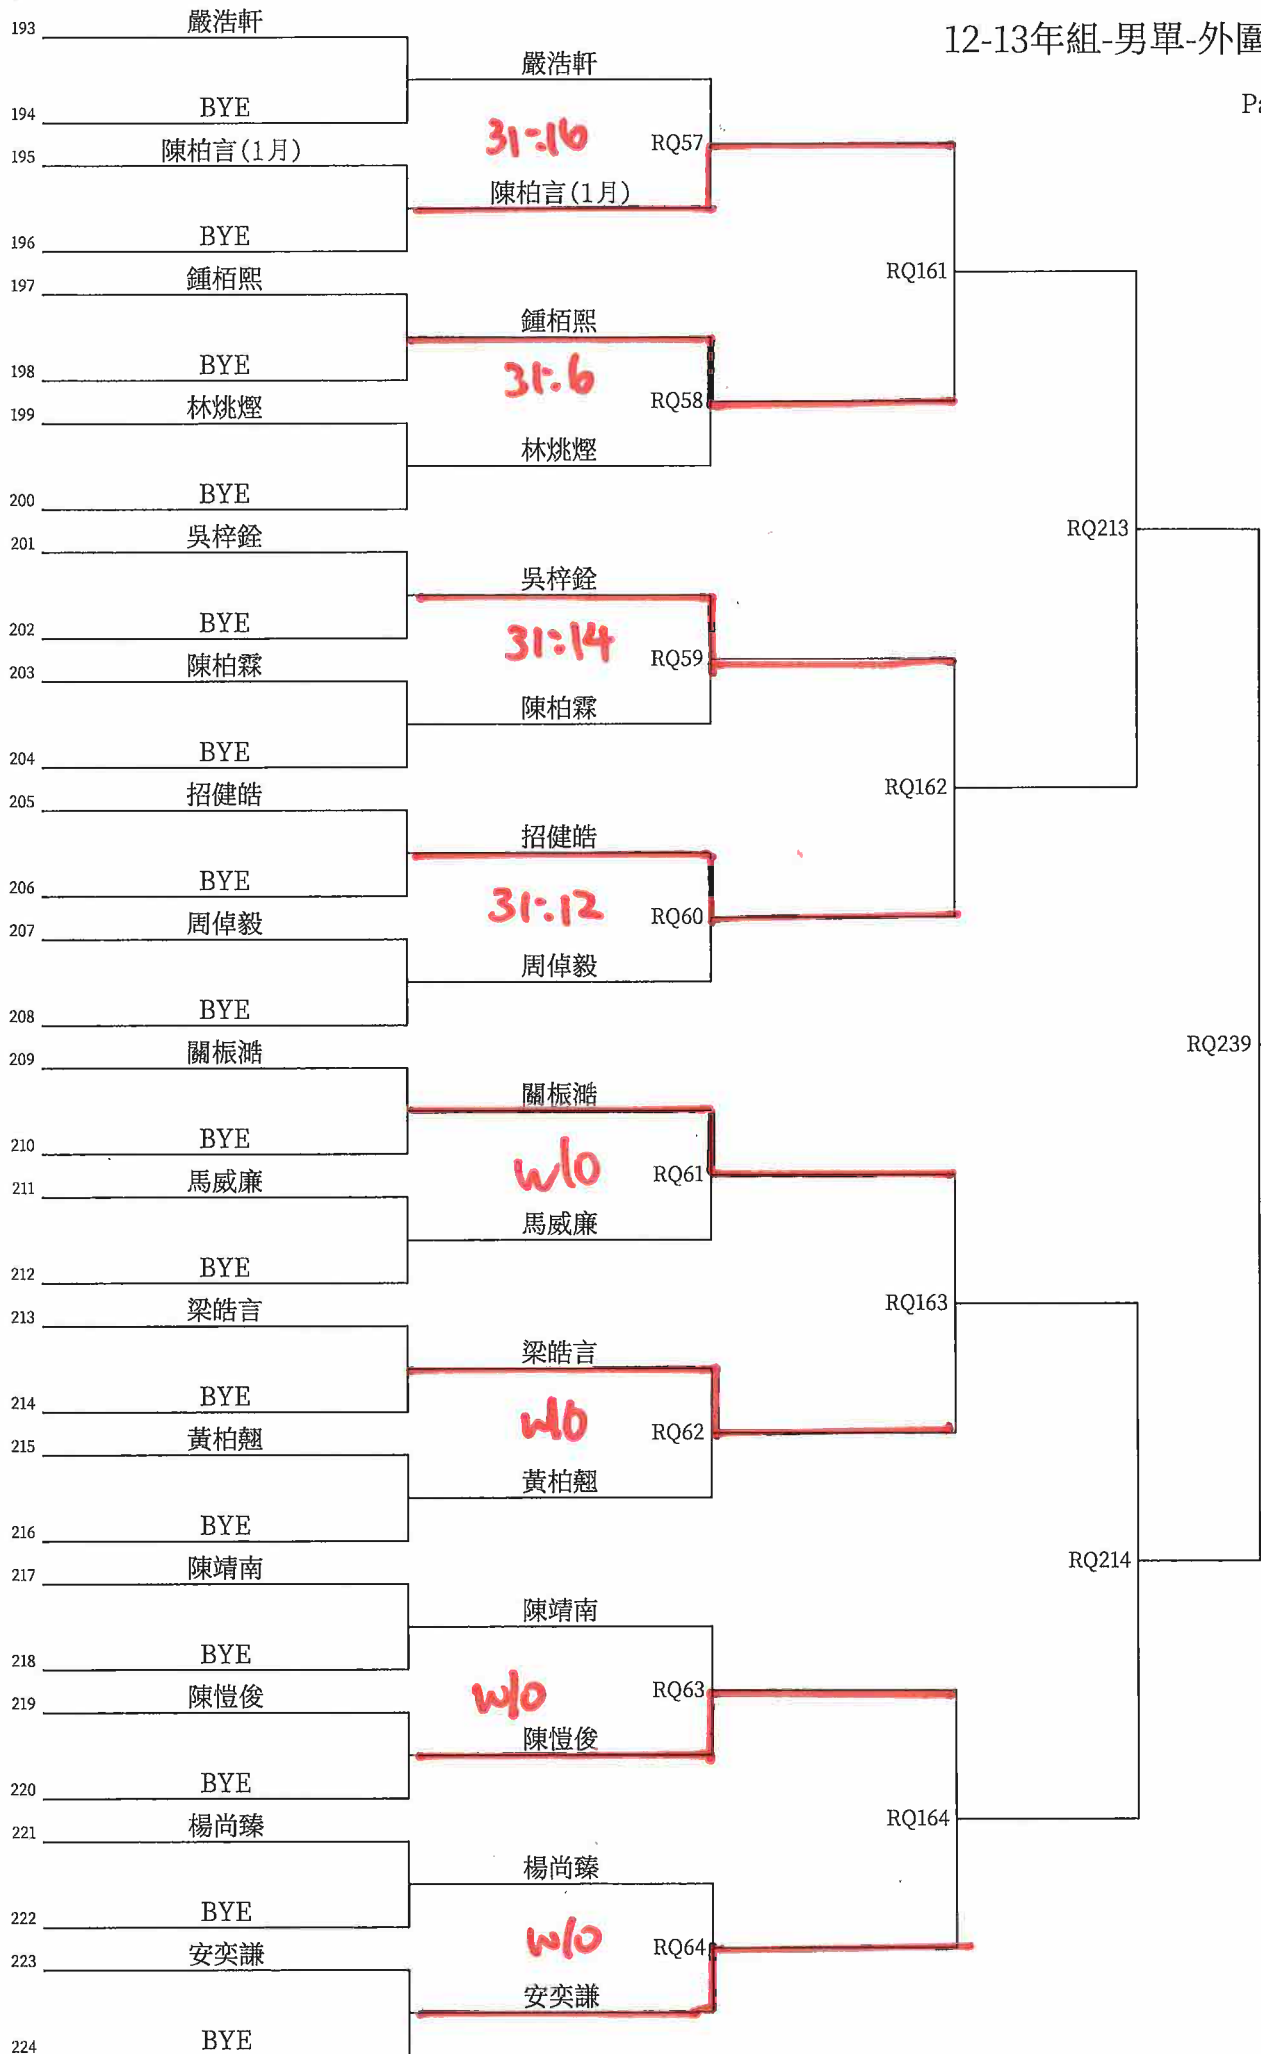 12-13年組-男單-外圍
Pa
193 嚴浩軒
嚴浩軒
194 BYE
31:16
RQ57
195 陳柏言(1月)
陳柏言(1月)
196 BYE
RQ161
197 鍾栢熙
鍾栢熙
198 BYE
31:6
RQ58
199 林烑熞
林烑熞
200 BYE
RQ213
201 吳梓銓
吳梓銓
202 BYE
31:14
RQ59
203 陳柏霖
陳柏霖
204 BYE
RQ162
205 招健皓
招健皓
206 BYE
31:12
RQ60
207 周倬毅
周倬毅
208 BYE
RQ239
209 關振澔
關振澔
210 BYE
w/o
RQ61
211 馬威廉
馬威廉
212 BYE
RQ163
213 梁皓言
梁皓言
214 BYE
w/o
RQ62
215 黃柏翹
黃柏翹
216 BYE
RQ214
217 陳靖南
陳靖南
218 BYE
w/o
RQ63
219 陳愷俊
陳愷俊
220 BYE
RQ164
221 楊尚臻
楊尚臻
222 BYE
w/o
RQ64
223 安奕謙
安奕謙
224 BYE